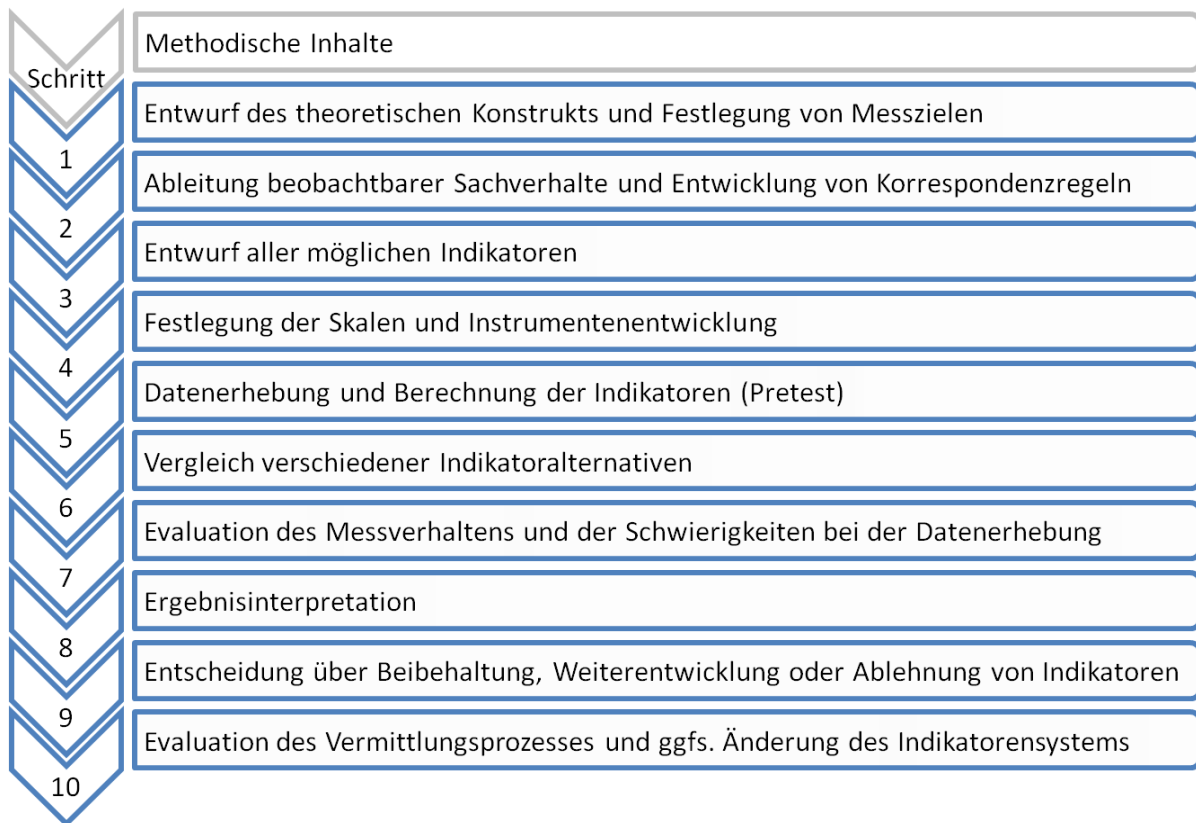 Schritt
Methodische Inhalte
1
Entwurf des theoretischen Konstrukts und Festlegung von Messzielen
2
Ableitung beobachtbarer Sachverhalte und Entwicklung von Korrespondenzregeln
3
Entwurf aller möglichen Indikatoren
4
Festlegung der Skalen und Instrumentenentwicklung
5
Datenerhebung und Berechnung der Indikatoren (Pretest)
6
Vergleich verschiedener Indikatoralternativen
7
Evaluation des Messverhaltens und der Schwierigkeiten bei der Datenerhebung
8
Ergebnisinterpretation
9
Entscheidung über Beibehaltung, Weiterentwicklung oder Ablehnung von Indikatoren
10
Evaluation des Vermittlungsprozesses und ggfs. Änderung des Indikatorensystems